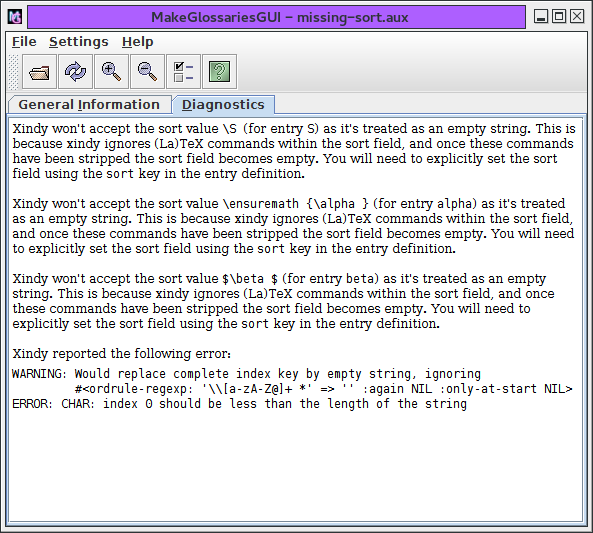 MakeGlossariesGUI - missing-sort.aux
File Settings Help
General Information Diagnostics
Xindy won't accept the sort value \S (for entry S) as it's treated as an empty string. This is
because xindy ignores (La)TeX commands within the sort field, and once these commands
have been stripped the sort field becomes empty. You will need to explicitly set the sort
field using the sort key in the entry definition.
Xindy won't accept the sort value \ensuremath {\alpha } (for entry alpha) as it's treated
as an empty string. This is because xindy ignores (La)TeX commands within the sort field,
and once these commands have been stripped the sort field becomes empty. You will need
to explicitly set the sort field using the sort key in the entry definition.
Xindy won't accept the sort value $\beta $ (for entry beta) as it's treated as an empty
string. This is because xindy ignores (La)TeX commands within the sort field, and once
these commands have been stripped the sort field becomes empty. You will need to
explicitly set the sort field using the sort key in the entry definition.
Xindy reported the following error:
WARNING: Would replace complete index key by empty string, ignoring
#<ordrule-regexp: '\\[a-zA-Z@]+ *' => '' :again NIL :only-at-start NIL>
ERROR: CHAR: index 0 should be less than the length of the string